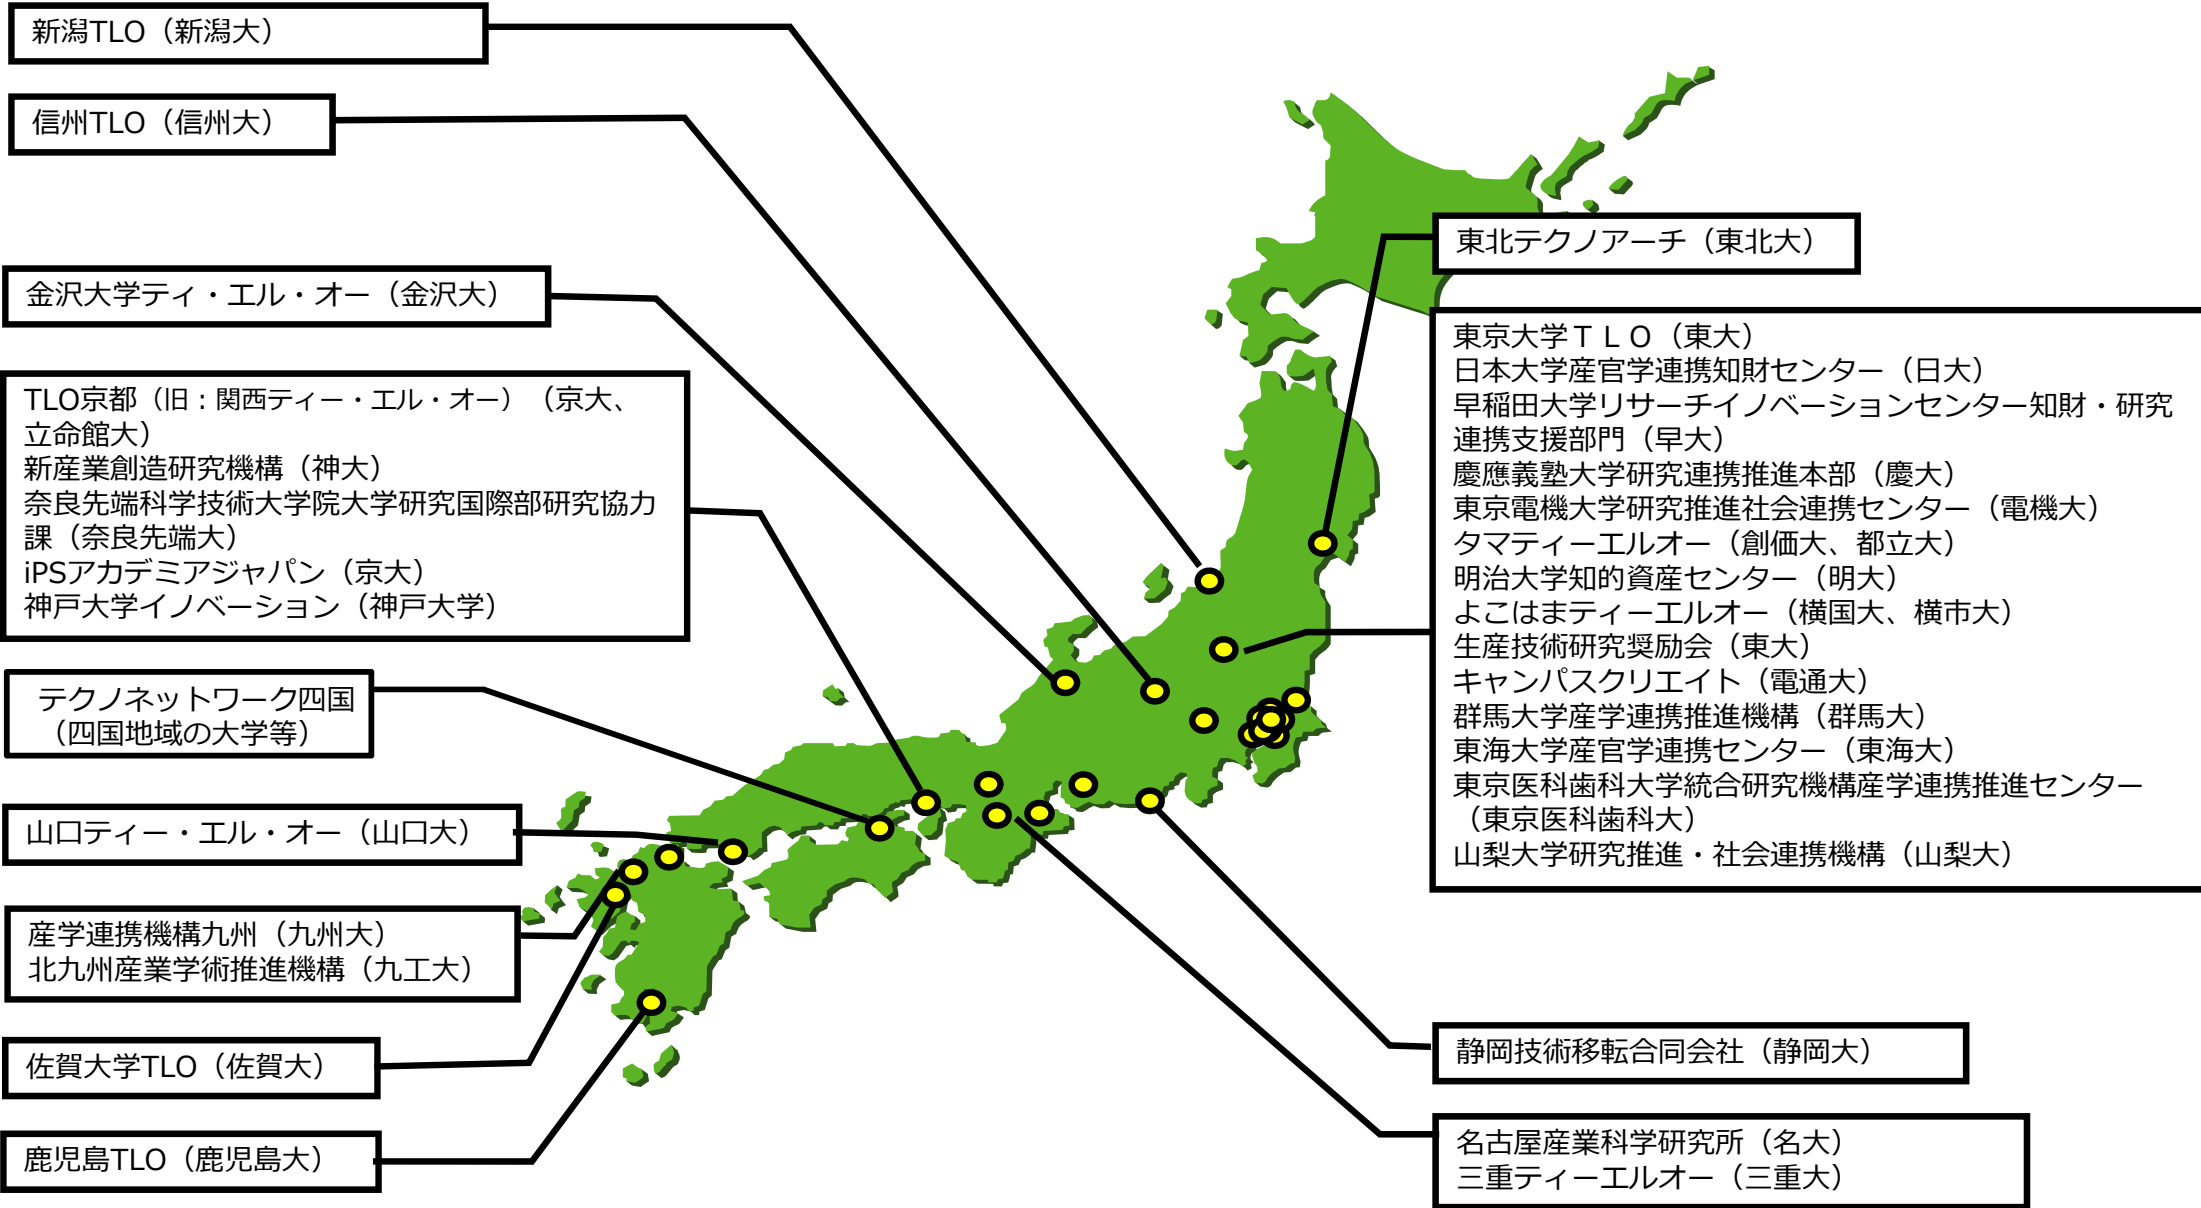 新潟TLO（新潟大）
信州TLO（信州大）
金沢大学ティ・エル・オー（金沢大）
TLO京都（旧：関西ティー・エル・オー）（京大、
立命館大）
新産業創造研究機構（神大）
奈良先端科学技術大学院大学研究国際部研究協力
課（奈良先端大）
iPSアカデミアジャパン（京大）
神戸大学イノベーション（神戸大学）
テクノネットワーク四国
（四国地域の大学等）
山口ティー・エル・オー（山口大）
産学連携機構九州（九州大）
北九州産業学術推進機構（九工大）
佐賀大学TLO（佐賀大）
鹿児島TLO（鹿児島大）
東北テクノアーチ（東北大）
東京大学ＴＬＯ（東大）
日本大学産官学連携知財センター（日大）
早稲田大学リサーチイノベーションセンター知財・研究
連携支援部門（早大）
慶應義塾大学研究連携推進本部（慶大）
東京電機大学研究推進社会連携センター（電機大）
タマティーエルオー（創価大、都立大）
明治大学知的資産センター（明大）
よこはまティーエルオー（横国大、横市大）
生産技術研究奨励会（東大）
キャンパスクリエイト（電通大）
群馬大学産学連携推進機構（群馬大）
東海大学産官学連携センター（東海大）
東京医科歯科大学統合研究機構産学連携推進センター
（東京医科歯科大）
山梨大学研究推進・社会連携機構（山梨大）
静岡技術移転合同会社（静岡大）
名古屋産業科学研究所（名大）
三重ティーエルオー（三重大）